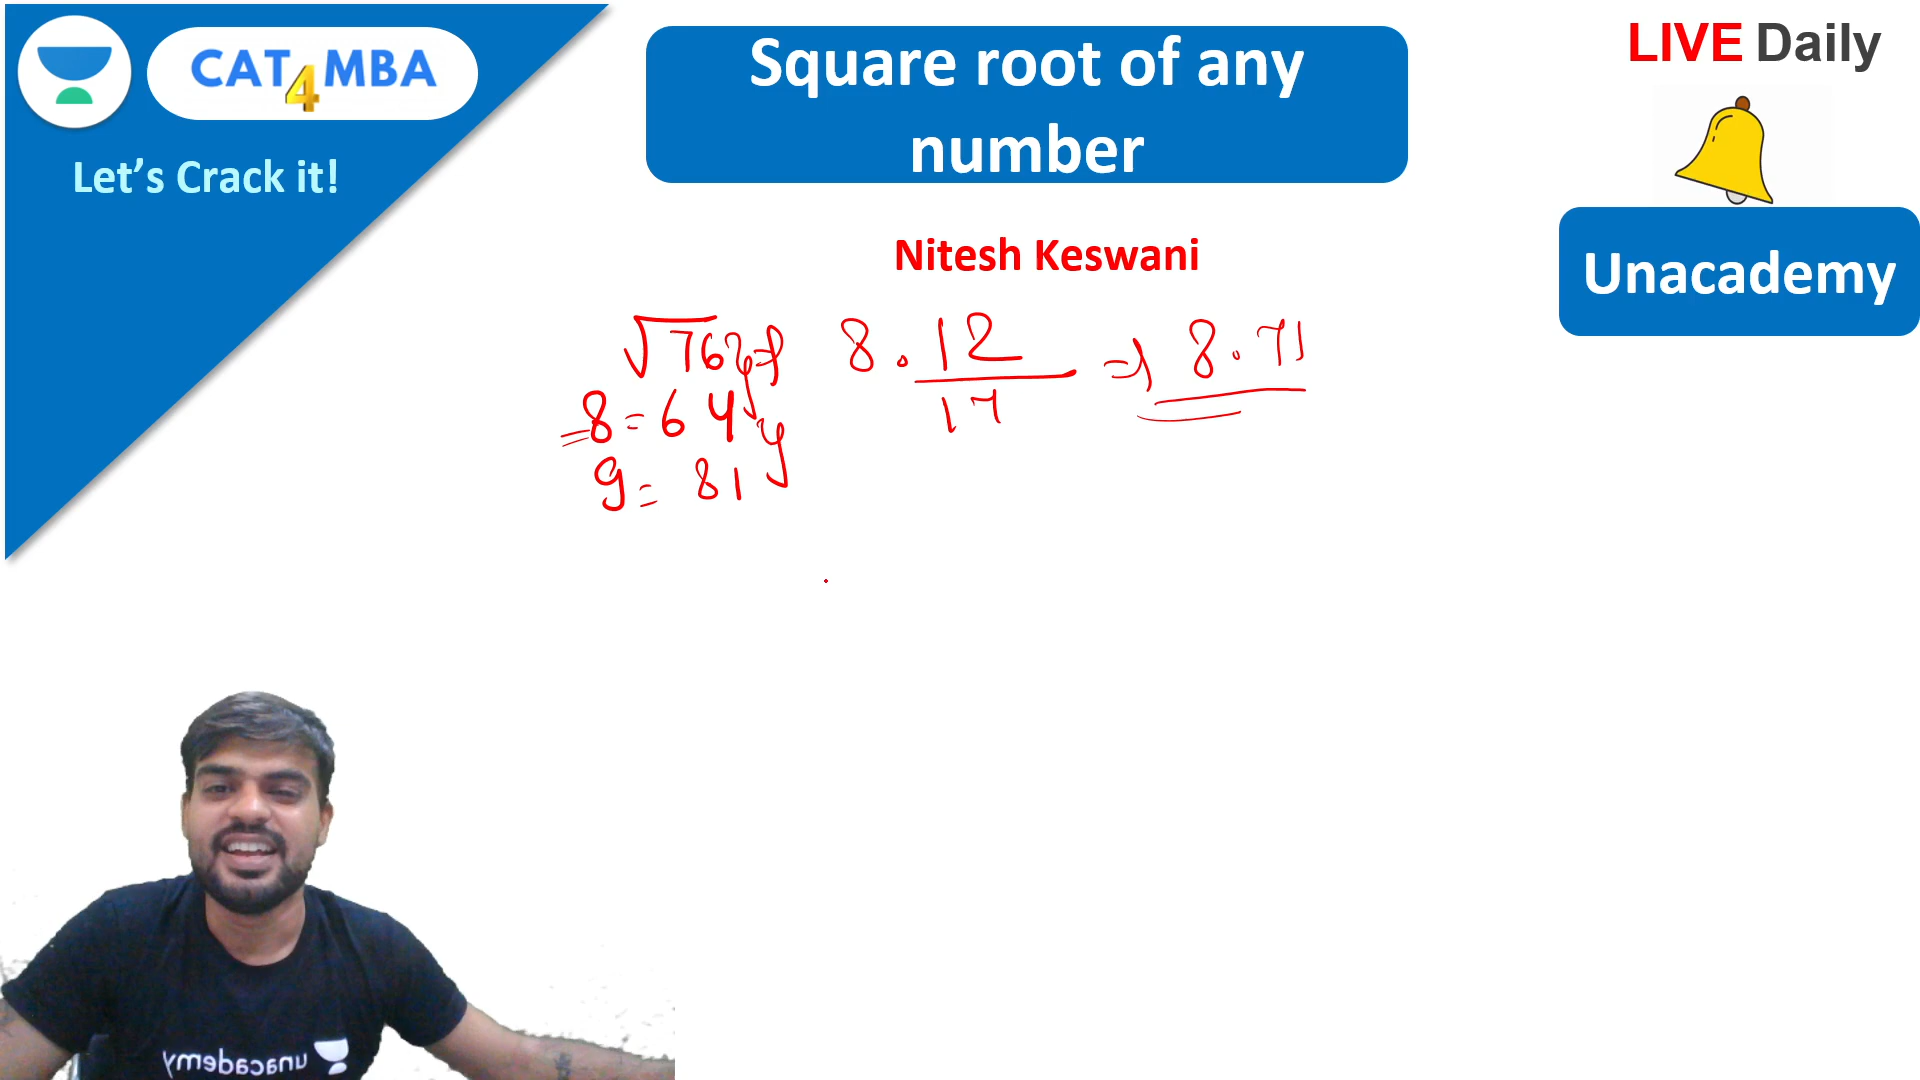 CAT4MBA
Let's Crack it!
Square root of any
number
LIVE Daily
Unacademy
Nitesh Keswani
√76 ⇒ 8.12/17 ⇒ 8.71
8 = 64
9 = 81
unacademy